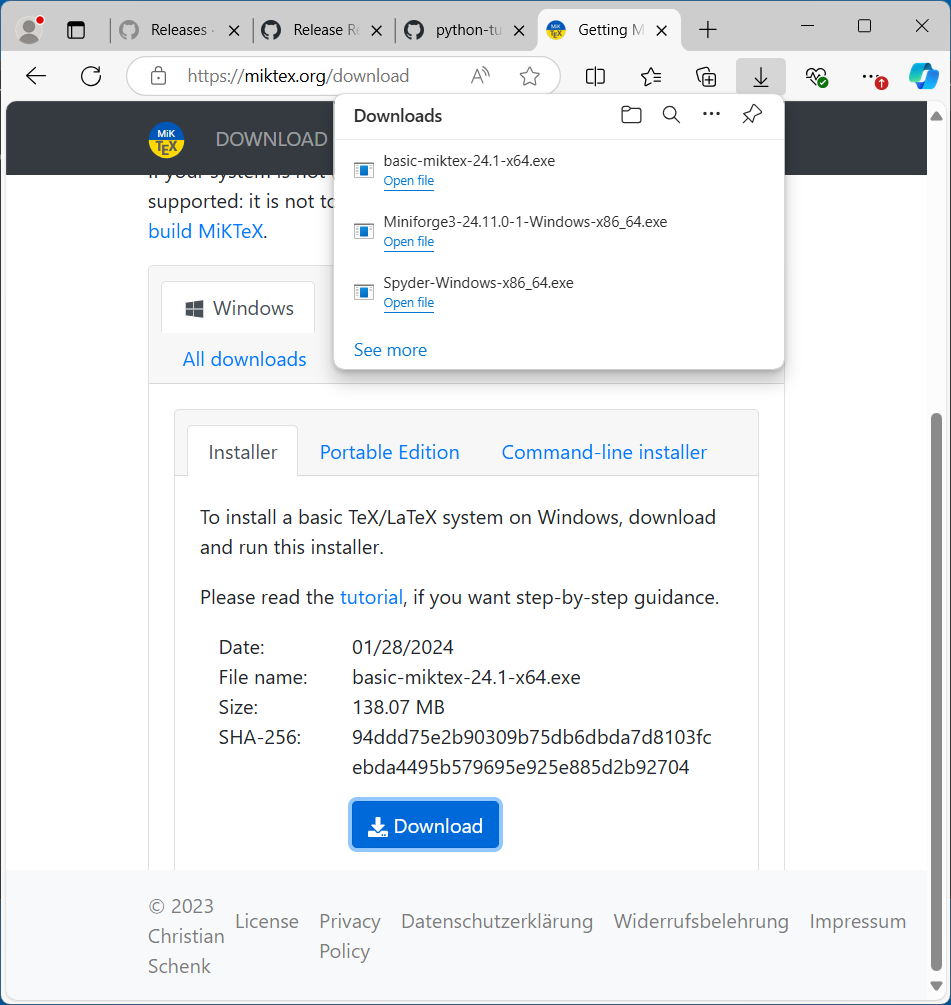 Releases
Release Re
python-tu
Getting M
https://miktex.org/download
MiK
TEX
DOWNLOAD
Downloads
basic-miktex-24.1-x64.exe
Open file
Miniforge3-24.11.0-1-Windows-x86_64.exe
Open file
Spyder-Windows-x86_64.exe
Open file
See more
If your system is not
supported: it is not to
build MiKTeX.
Windows
All downloads
Installer
Portable Edition
Command-line installer
To install a basic TeX/LaTeX system on Windows, download
and run this installer.
Please read the tutorial, if you want step-by-step guidance.
Date: 01/28/2024
File name: basic-miktex-24.1-x64.exe
Size: 138.07 MB
SHA-256: 94ddd75e2b90309b75db6dbda7d8103fc
ebda4495b579695e925e885d2b92704
Download
© 2023
Christian
Schenk
License
Privacy
Policy
Datenschutzerklärung
Widerrufsbelehrung
Impressum